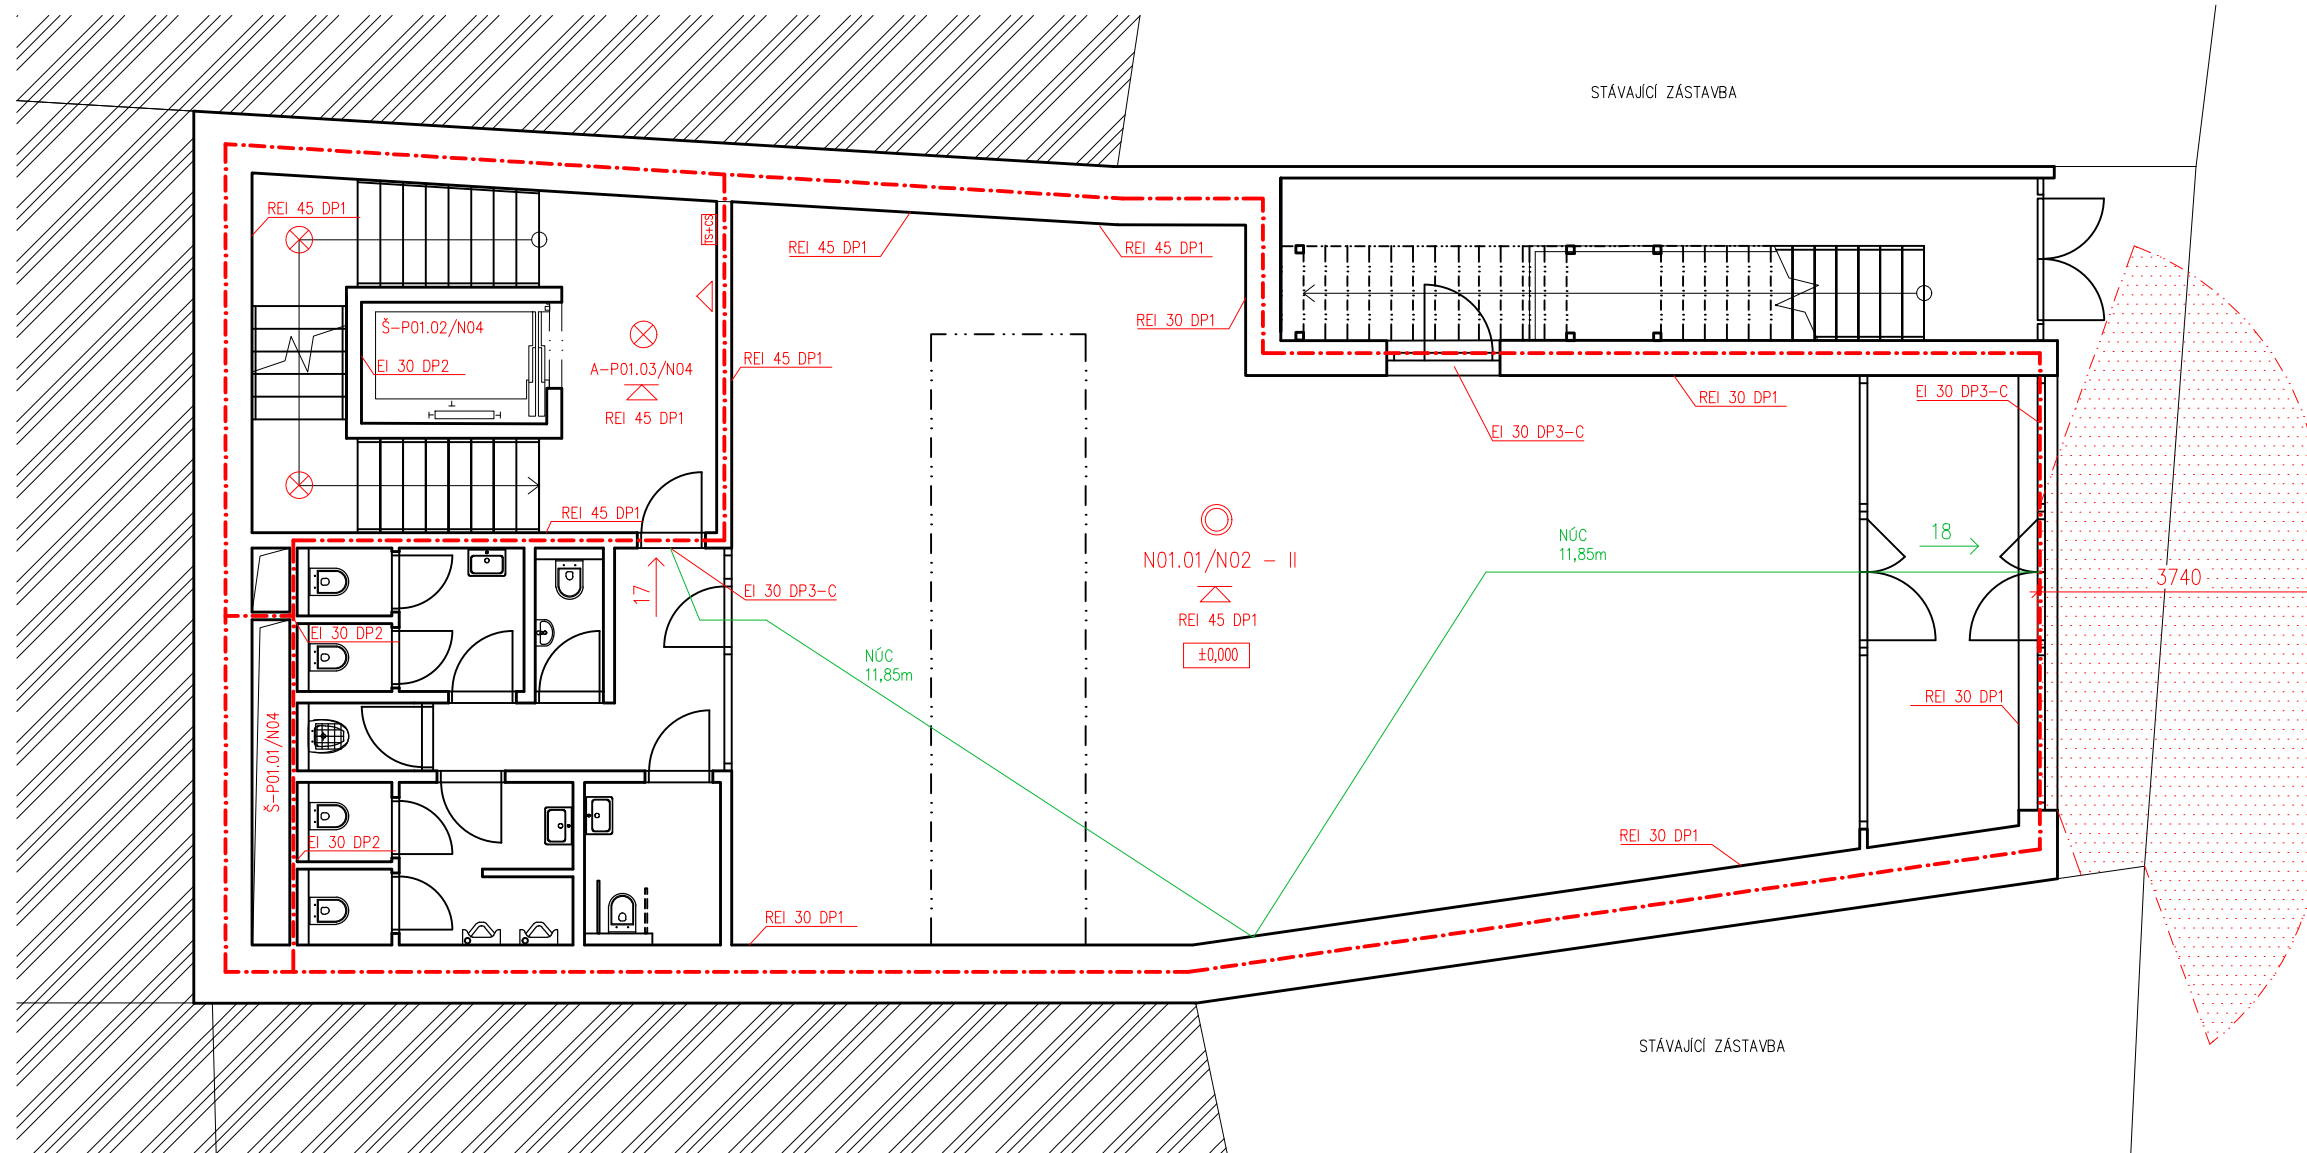 STÁVAJÍCÍ ZÁSTAVBA
REI 45 DP1
TS+CS
REI 45 DP1
REI 45 DP1
REI 30 DP1
Š-P01.02/N04
EI 30 DP2
A-P01.03/N04
REI 45 DP1
REI 45 DP1
REI 30 DP1
EI 30 DP3-C
EI 30 DP3-C
REI 45 DP1
NÚC
11,85m
18
N01.01/N02 - II
REI 45 DP1
±0,000
3740
17
EI 30 DP3-C
EI 30 DP2
NÚC
11,85m
REI 30 DP1
Š-P01.01/N04
EI 30 DP2
REI 30 DP1
REI 30 DP1
STÁVAJÍCÍ ZÁSTAVBA